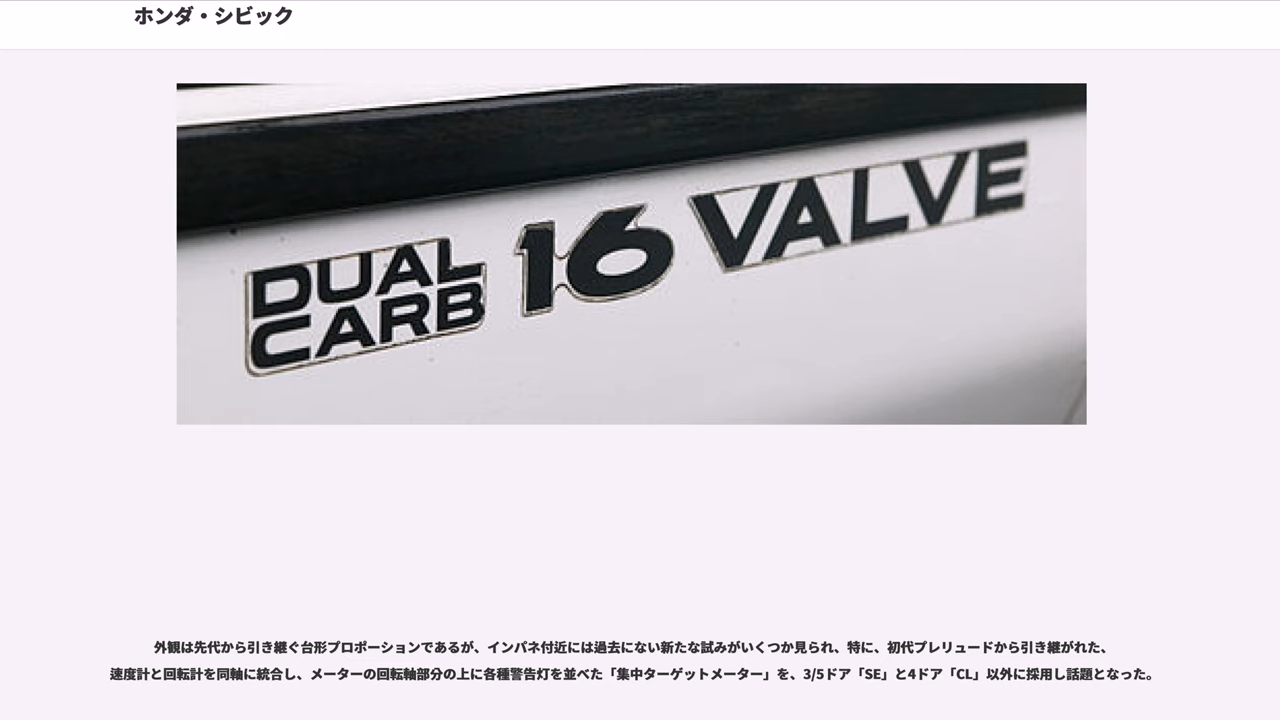 ホンダ・シビック
DUAL CARB 16 VALVE
外観は先代から引き継ぐ台形プロポーションであるが、インパネ付近には過去にない新たな試みがいくつか見られ、特に、初代プレリュードから引き継がれた、
速度計と回転計を同軸に統合し、メーターの回転軸部分の上に各種警告灯を並べた「集中ターゲットメーター」を、3/5ドア「SE」と4ドア「CL」以外に採用し話題となった。